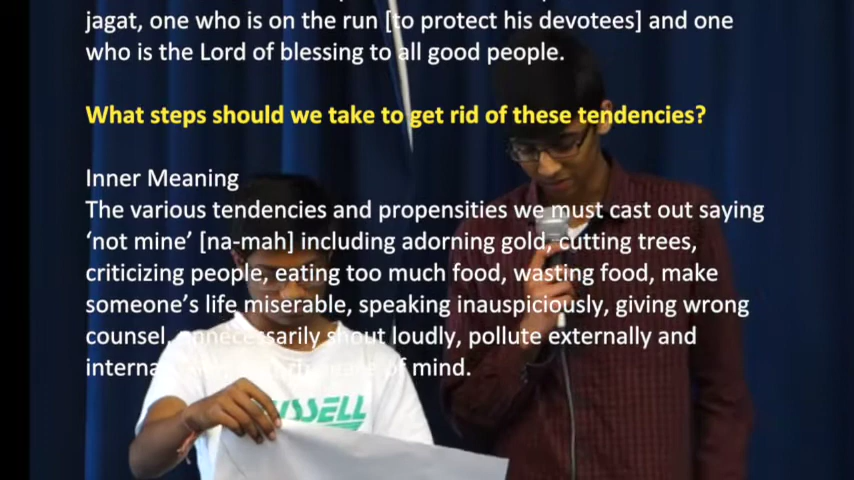 jagat, one who is on the run [to protect his devotees] and one
who is the Lord of blessing to all good people.
What steps should we take to get rid of these tendencies?
Inner Meaning
The various tendencies and propensities we must cast out saying
‘not mine’ [na-mah] including adorning gold, cutting trees,
criticizing people, eating too much food, wasting food, make
someone’s life miserable, speaking inauspiciously, giving wrong
counsel, unnecessarily shout loudly, pollute externally and
of mind.